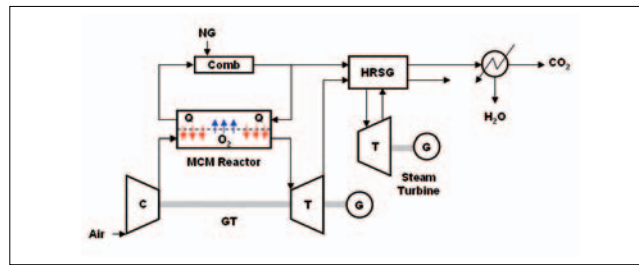 NG
Comb
HRSG
CO2
H2O
Q
Q
O2
MCM Reactor
T
G
Steam
Turbine
C
T
G
GT
Air